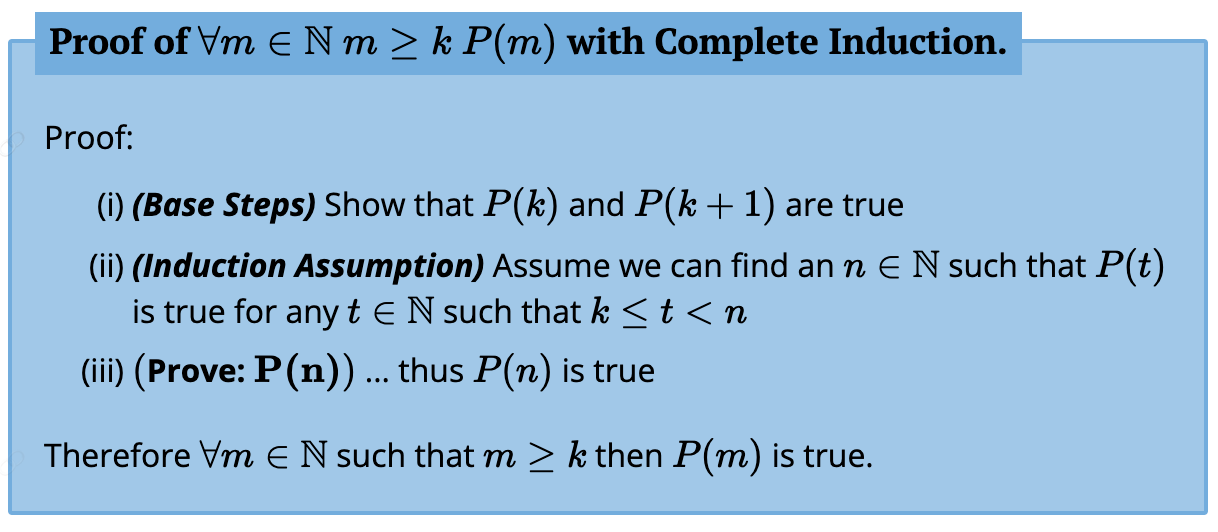 Proof of ∀m ∈ ℕ m ≥ k P(m) with Complete Induction.
Proof:
(i) (Base Steps) Show that P(k) and P(k + 1) are true
(ii) (Induction Assumption) Assume we can find an n ∈ ℕ such that P(t)
is true for any t ∈ ℕ such that k ≤ t < n
(iii) (Prove: P(n)) ... thus P(n) is true
Therefore ∀m ∈ ℕ such that m ≥ k then P(m) is true.